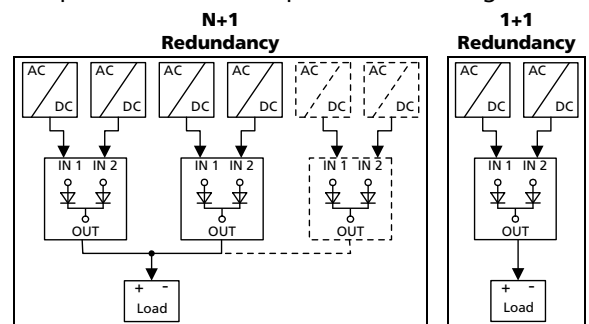 N+1
Redundancy
1+1
Redundancy
AC
DC
AC
DC
AC
DC
AC
DC
AC
DC
AC
DC
AC
DC
AC
DC
IN 1 IN 2
IN 1 IN 2
IN 1 IN 2
IN 1 IN 2
OUT
OUT
OUT
OUT
+ -
Load
+ -
Load